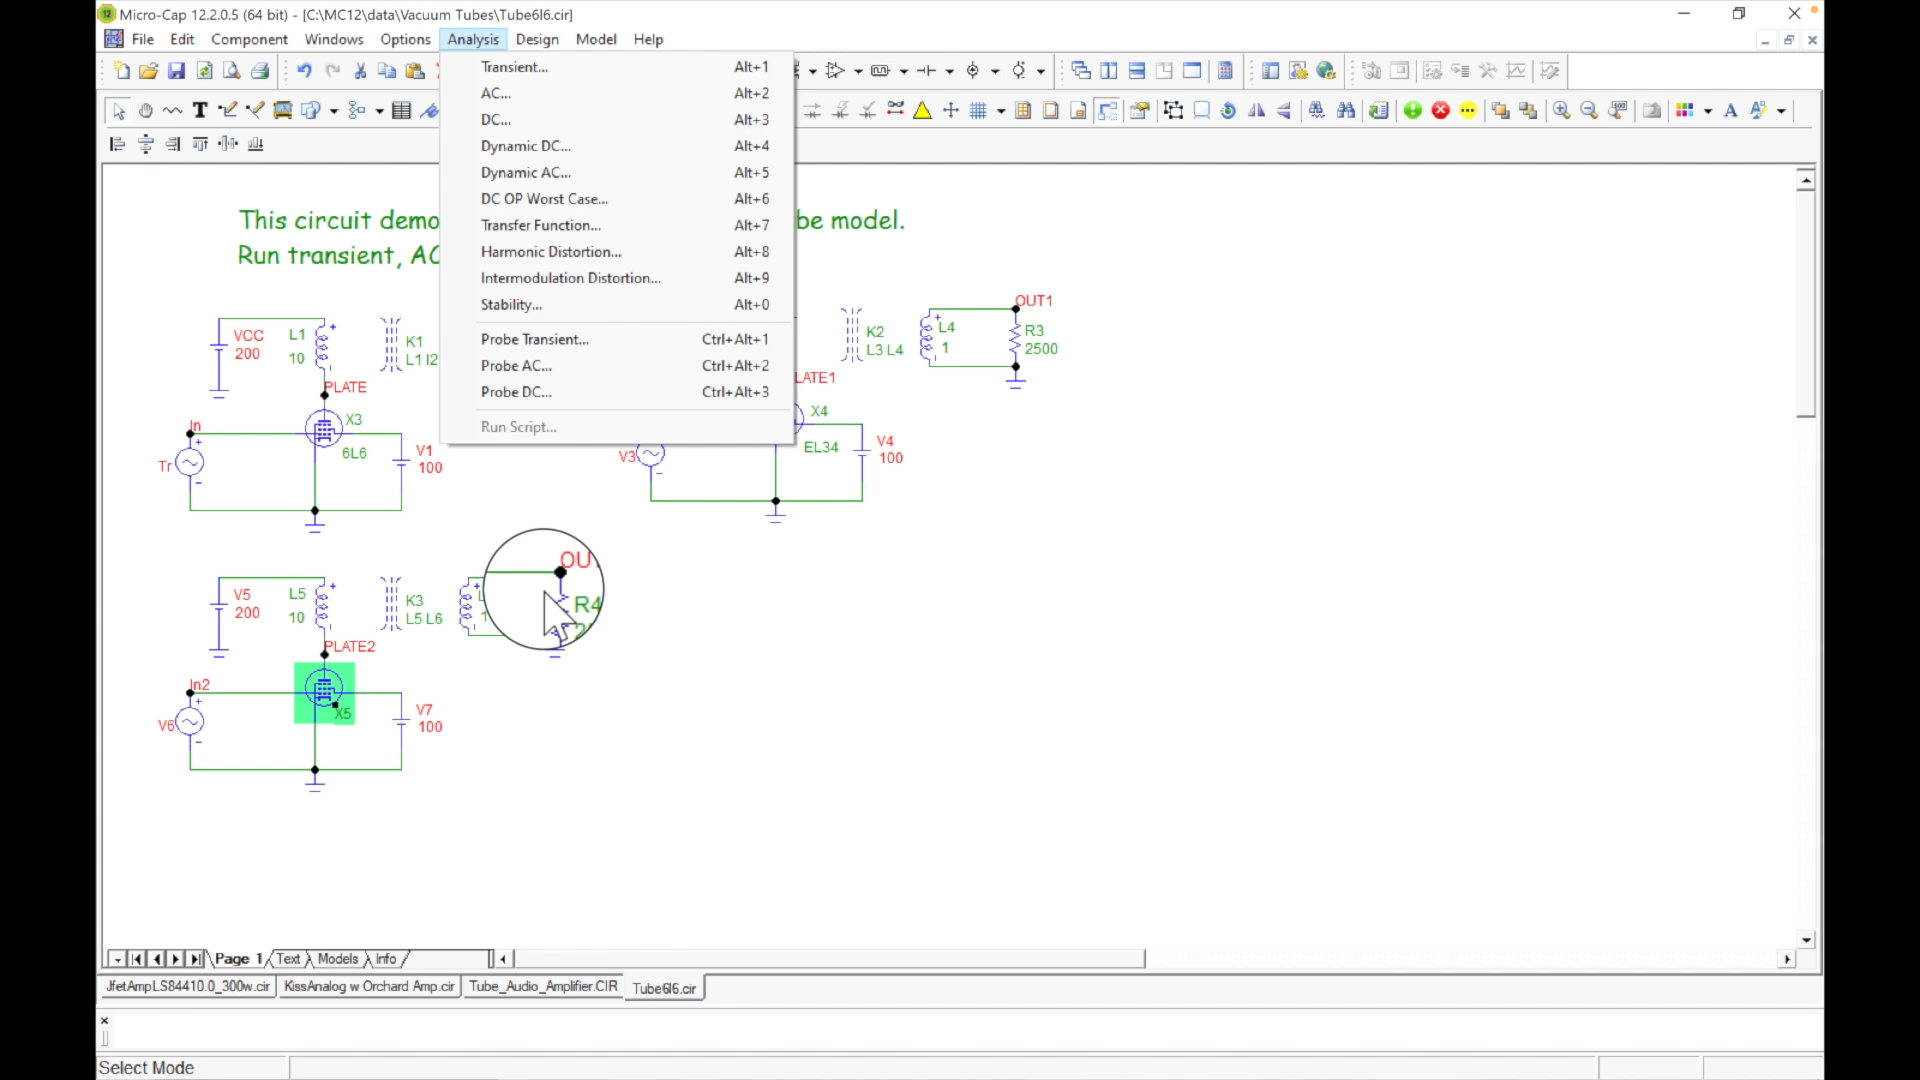 Micro-Cap 12.2.0.5 (64 bit) - [C:\MC12\data\Vacuum Tubes\Tube6l6.cir]
File Edit Component Windows Options Analysis Design Model Help
Transient... Alt+1
AC... Alt+2
DC... Alt+3
Dynamic DC... Alt+4
Dynamic AC... Alt+5
DC OP Worst Case... Alt+6
Transfer Function... Alt+7
Harmonic Distortion... Alt+8
Intermodulation Distortion... Alt+9
Stability... Alt+0
Probe Transient... Ctrl+Alt+1
Probe AC... Ctrl+Alt+2
Probe DC... Ctrl+Alt+3
Run Script...
This circuit demo be model.
Run transient, AC
VCC
200
L1
10
K1
L1 l2
PLATE
In
Tr
X3
6L6
V1
100
K2
L3 L4
L4
1
OUT1
R3
2500
LATE1
X4
EL34
V3
V4
100
V5
200
L5
10
K3
L5 L6
1
OU
R4
PLATE2
In2
V6
X5
V7
100
Page 1 Text Models Info
JfetAmpLS84410.0_300w.cir KissAnalog w Orchard Amp.cir Tube_Audio_Amplifier.CIR Tube6l6.cir
Select Mode